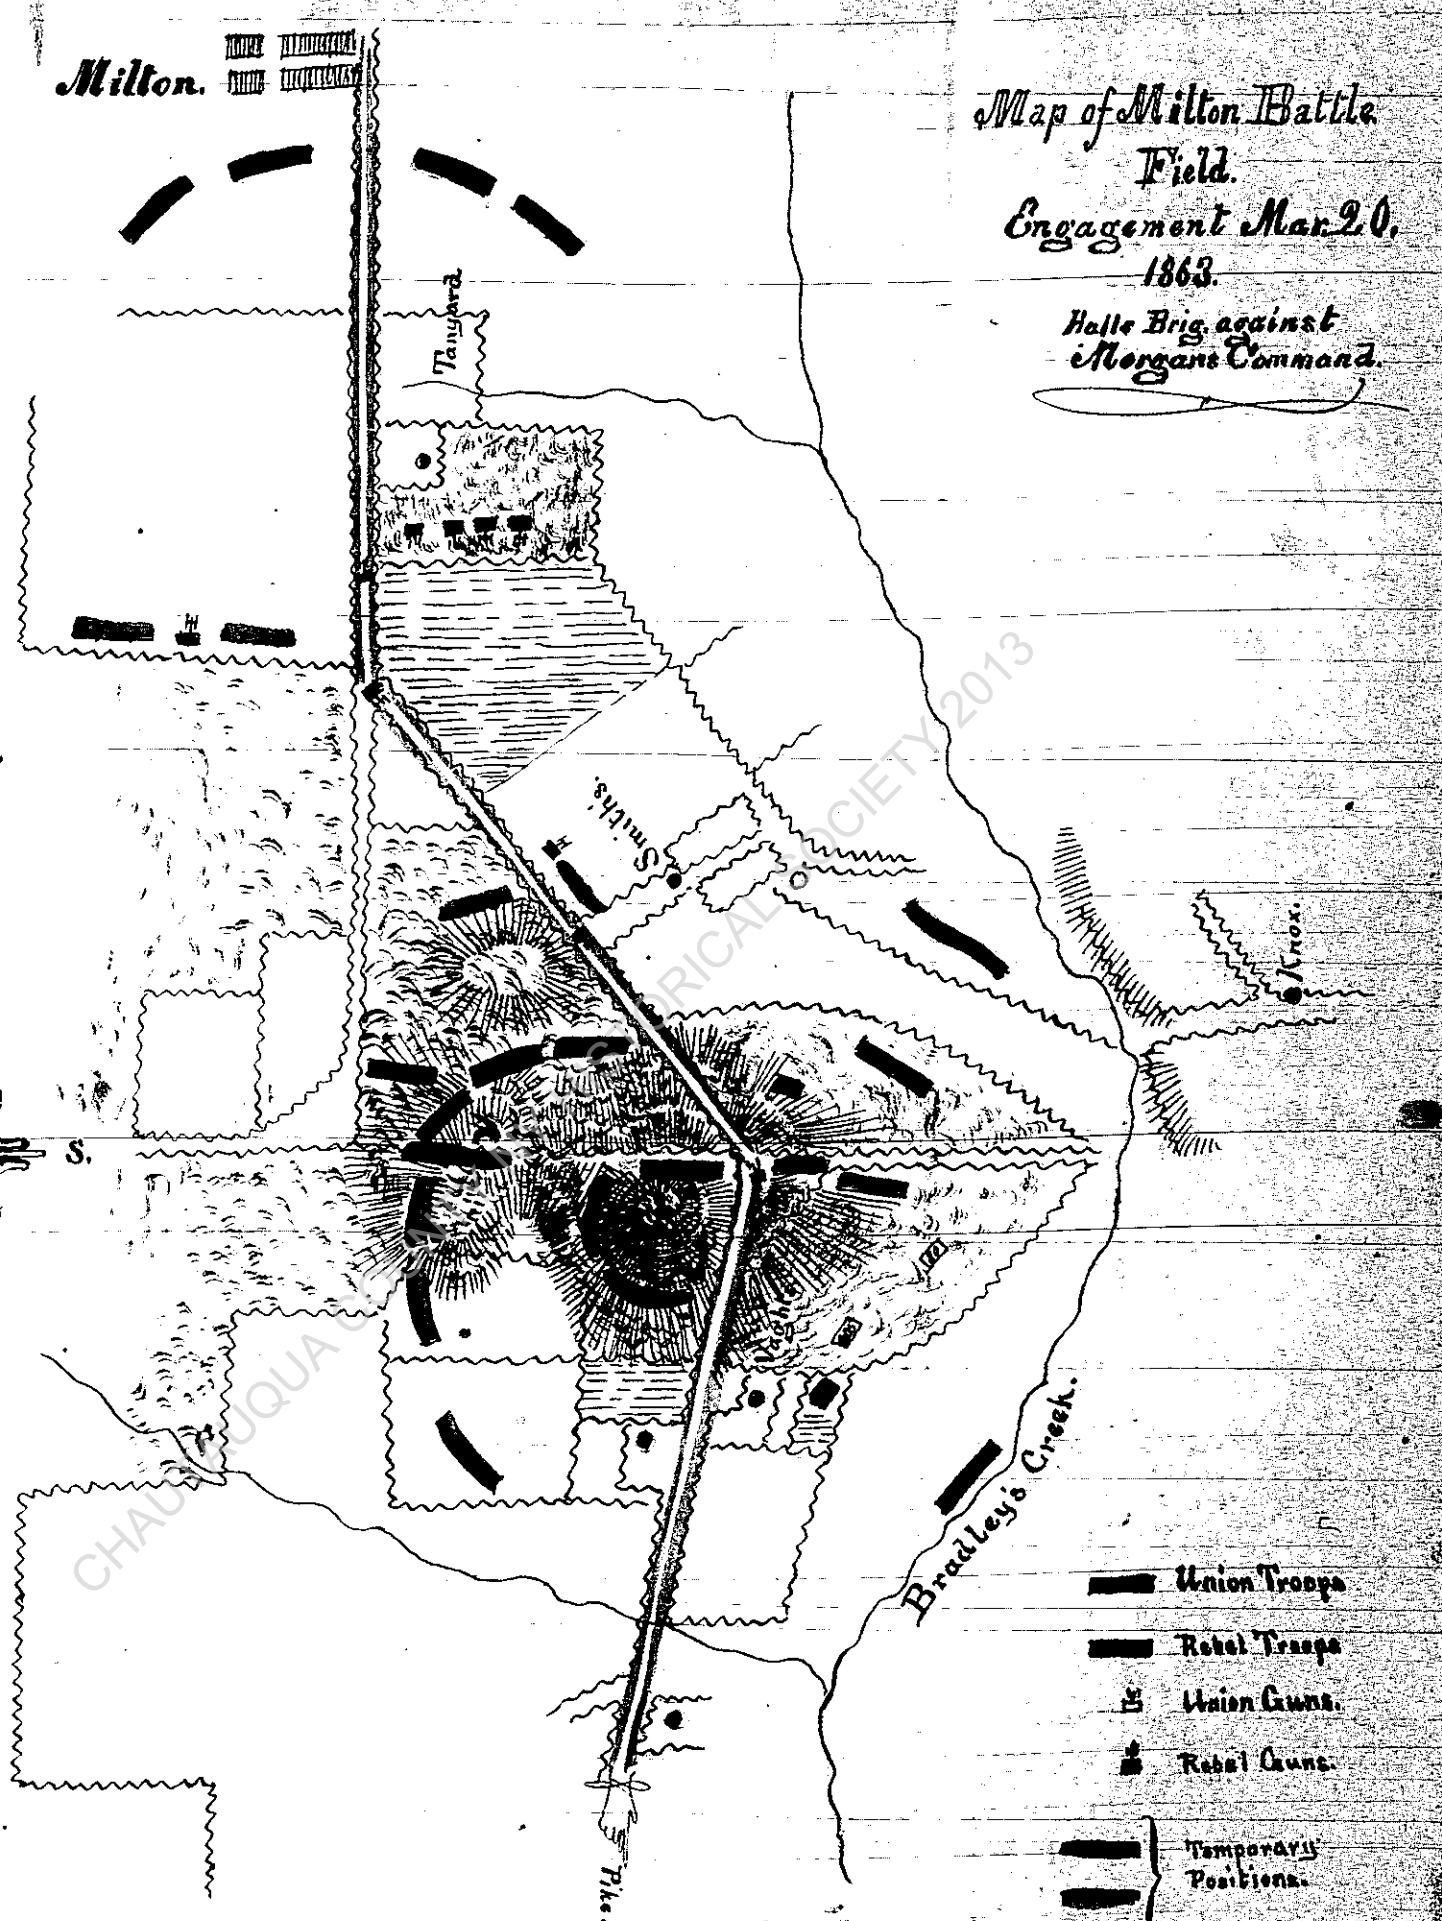 Milton.
Map of Milton Battle
Field.
Engagement Mar. 20,
1863.
Halls Brig. against
Morgans Command.
Tanyard
Smith's.
Knox.
S.
Bradley's Creek.
Union Troops
Rebel Troops
Union Guns.
Rebel Guns.
Temporary
Positions.
Pike.
CHAUTAUQUA COUNTY HISTORICAL SOCIETY 2013